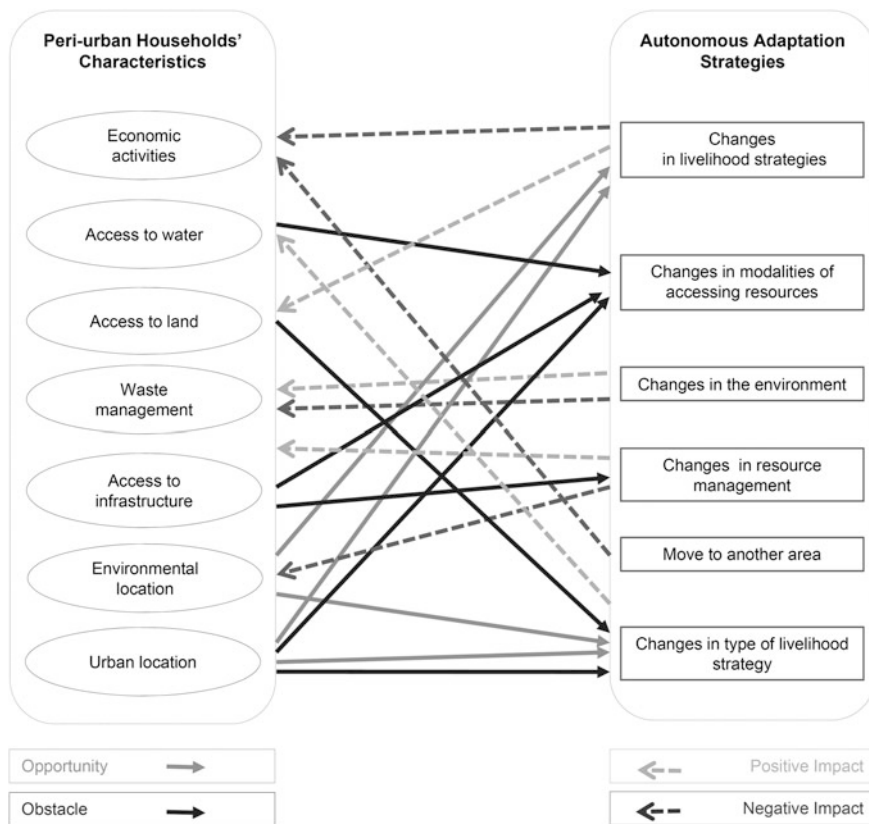 Peri-urban Households'
Characteristics
Economic
activities
Access to water
Access to land
Waste
management
Access to
infrastructure
Environmental
location
Urban location
Autonomous Adaptation
Strategies
Changes
in livelihood strategies
Changes in modalities of
accessing resources
Changes in the environment
Changes in resource
management
Move to another area
Changes in type of livelihood
strategy
Opportunity
Obstacle
Positive Impact
Negative Impact